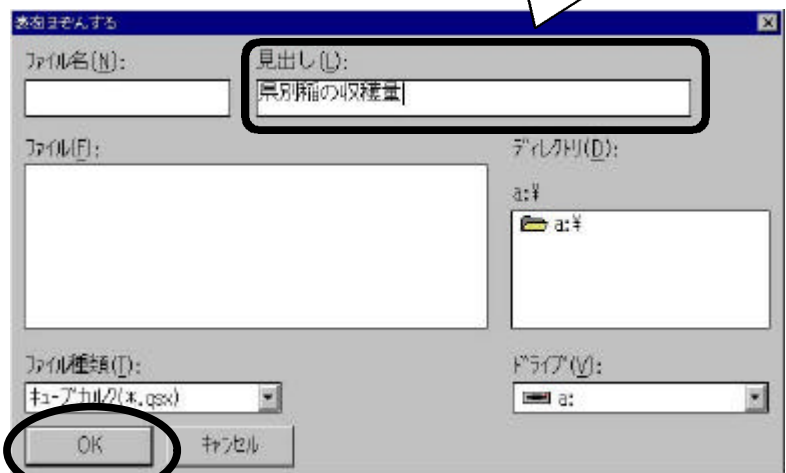 表をほぞんする
ファイル名(N):
見出し(L):
県別稲の収穫量
ファイル(F):
ディレクトリ(D):
a:¥
a:¥
ファイル種類(T):
ドライブ(V):
キューブカルク(*.qsx)
a:
OK
キャンセル